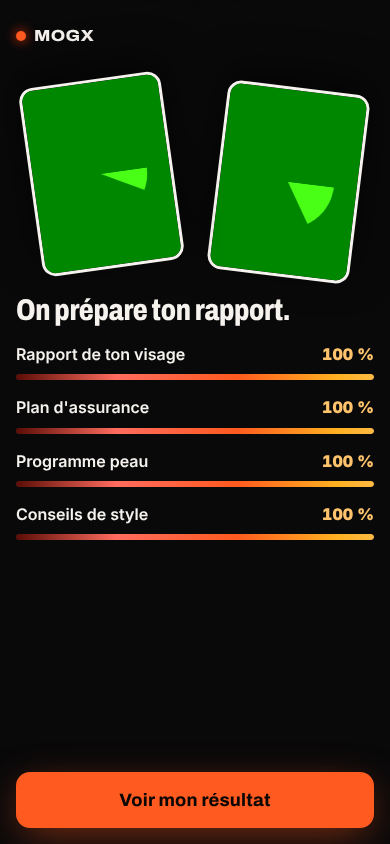 MOGX
On prépare ton rapport.
Rapport de ton visage 100 %
Plan d'assurance 100 %
Programme peau 100 %
Conseils de style 100 %
Voir mon résultat